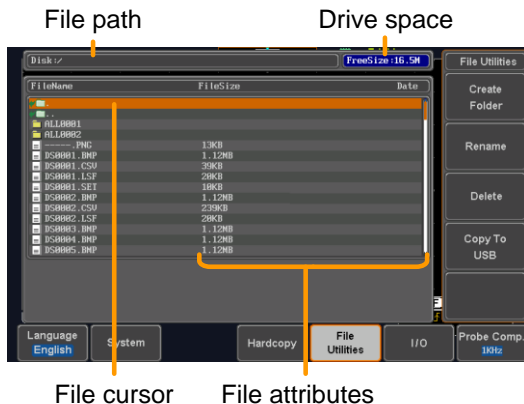 File path
Drive space
Disk:/
FreeSize:16.5M
File Utilities
FileName FileSize Date
.
..
ALL0001
ALL0002
-----.PNG 13KB
DS0001.BMP 1.12MB
DS0001.CSV 39KB
DS0001.LSF 20KB
DS0001.SET 10KB
DS0002.BMP 1.12MB
DS0002.CSV 239KB
DS0002.LSF 20KB
DS0003.BMP 1.12MB
DS0004.BMP 1.12MB
DS0005.BMP 1.12MB
Create
Folder
Rename
Delete
Copy To
USB
F
Language
English
System
Hardcopy
File
Utilities
I/O
Probe Comp.
1KHz
File cursor
File attributes